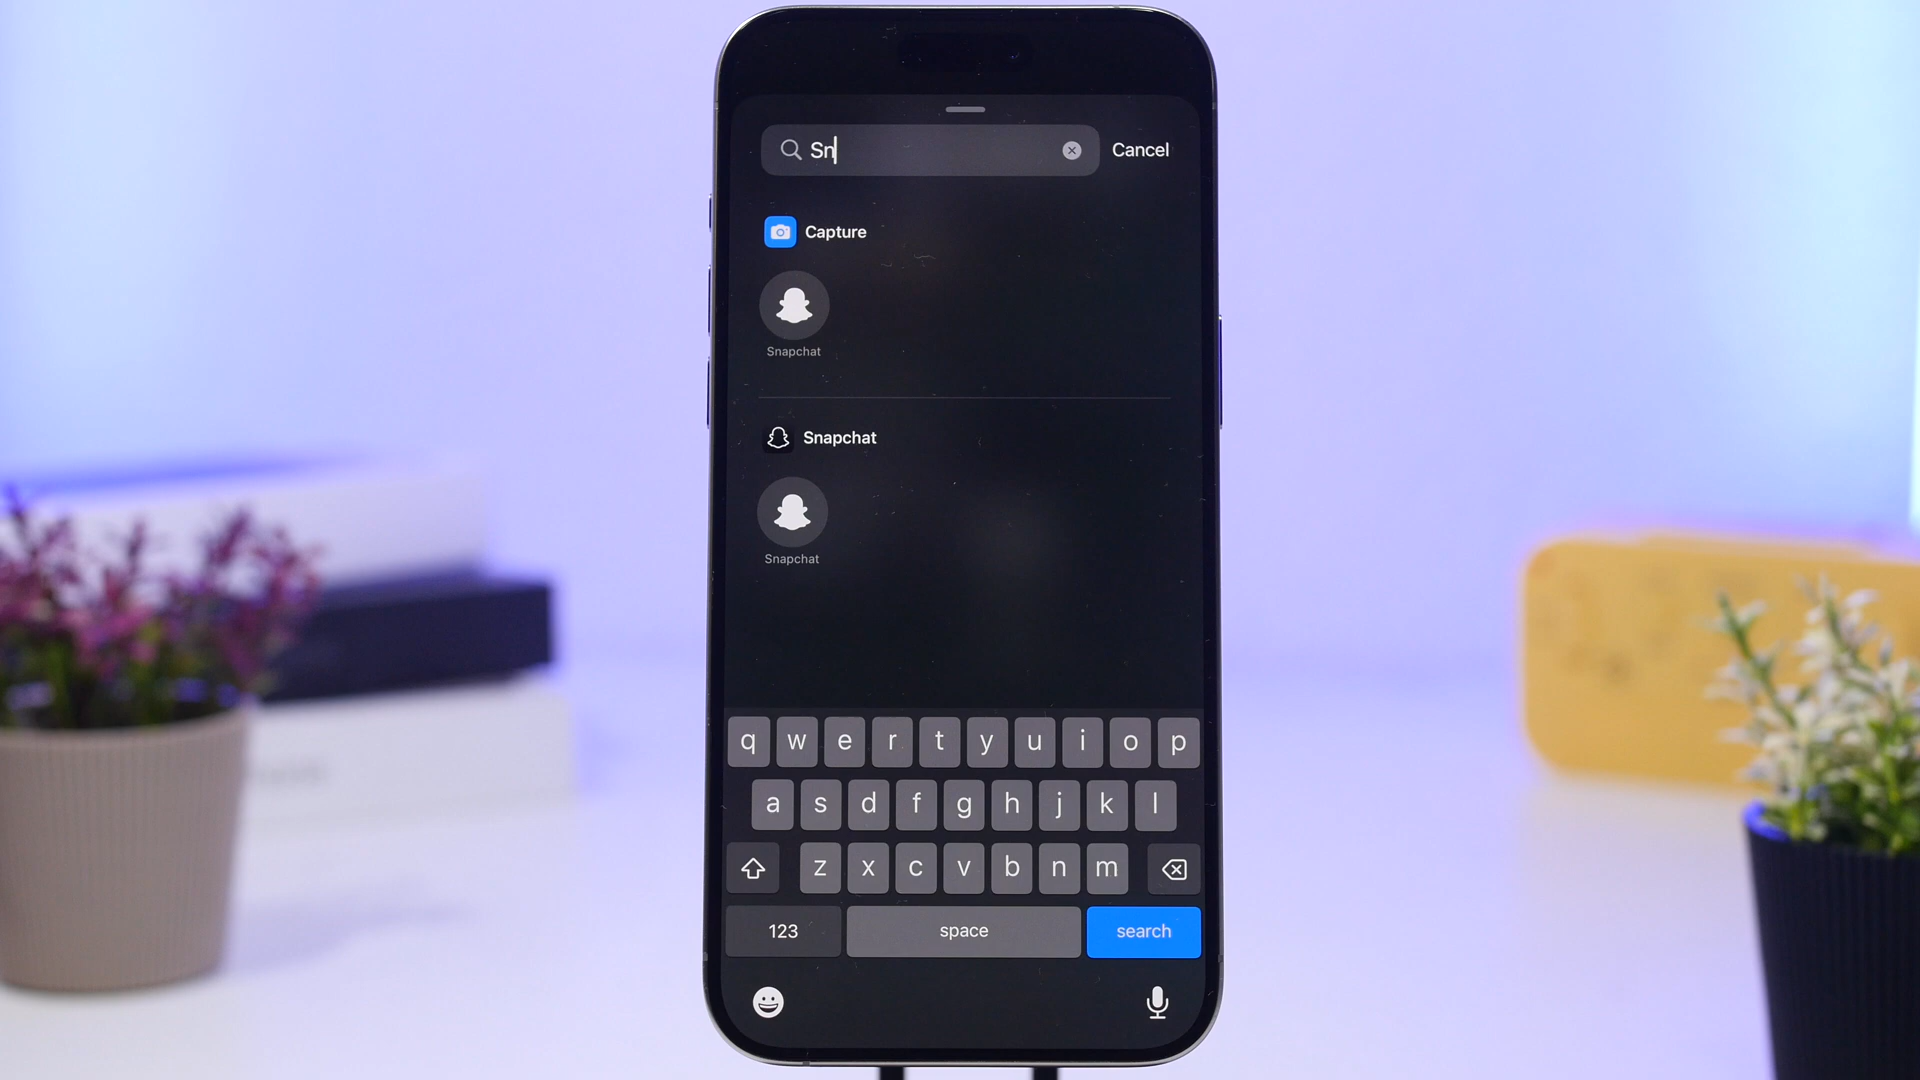 Sn
Cancel
Capture
Snapchat
Snapchat
Snapchat
q w e r t y u i o p
a s d f g h j k l
z x c v b n m
123 space search